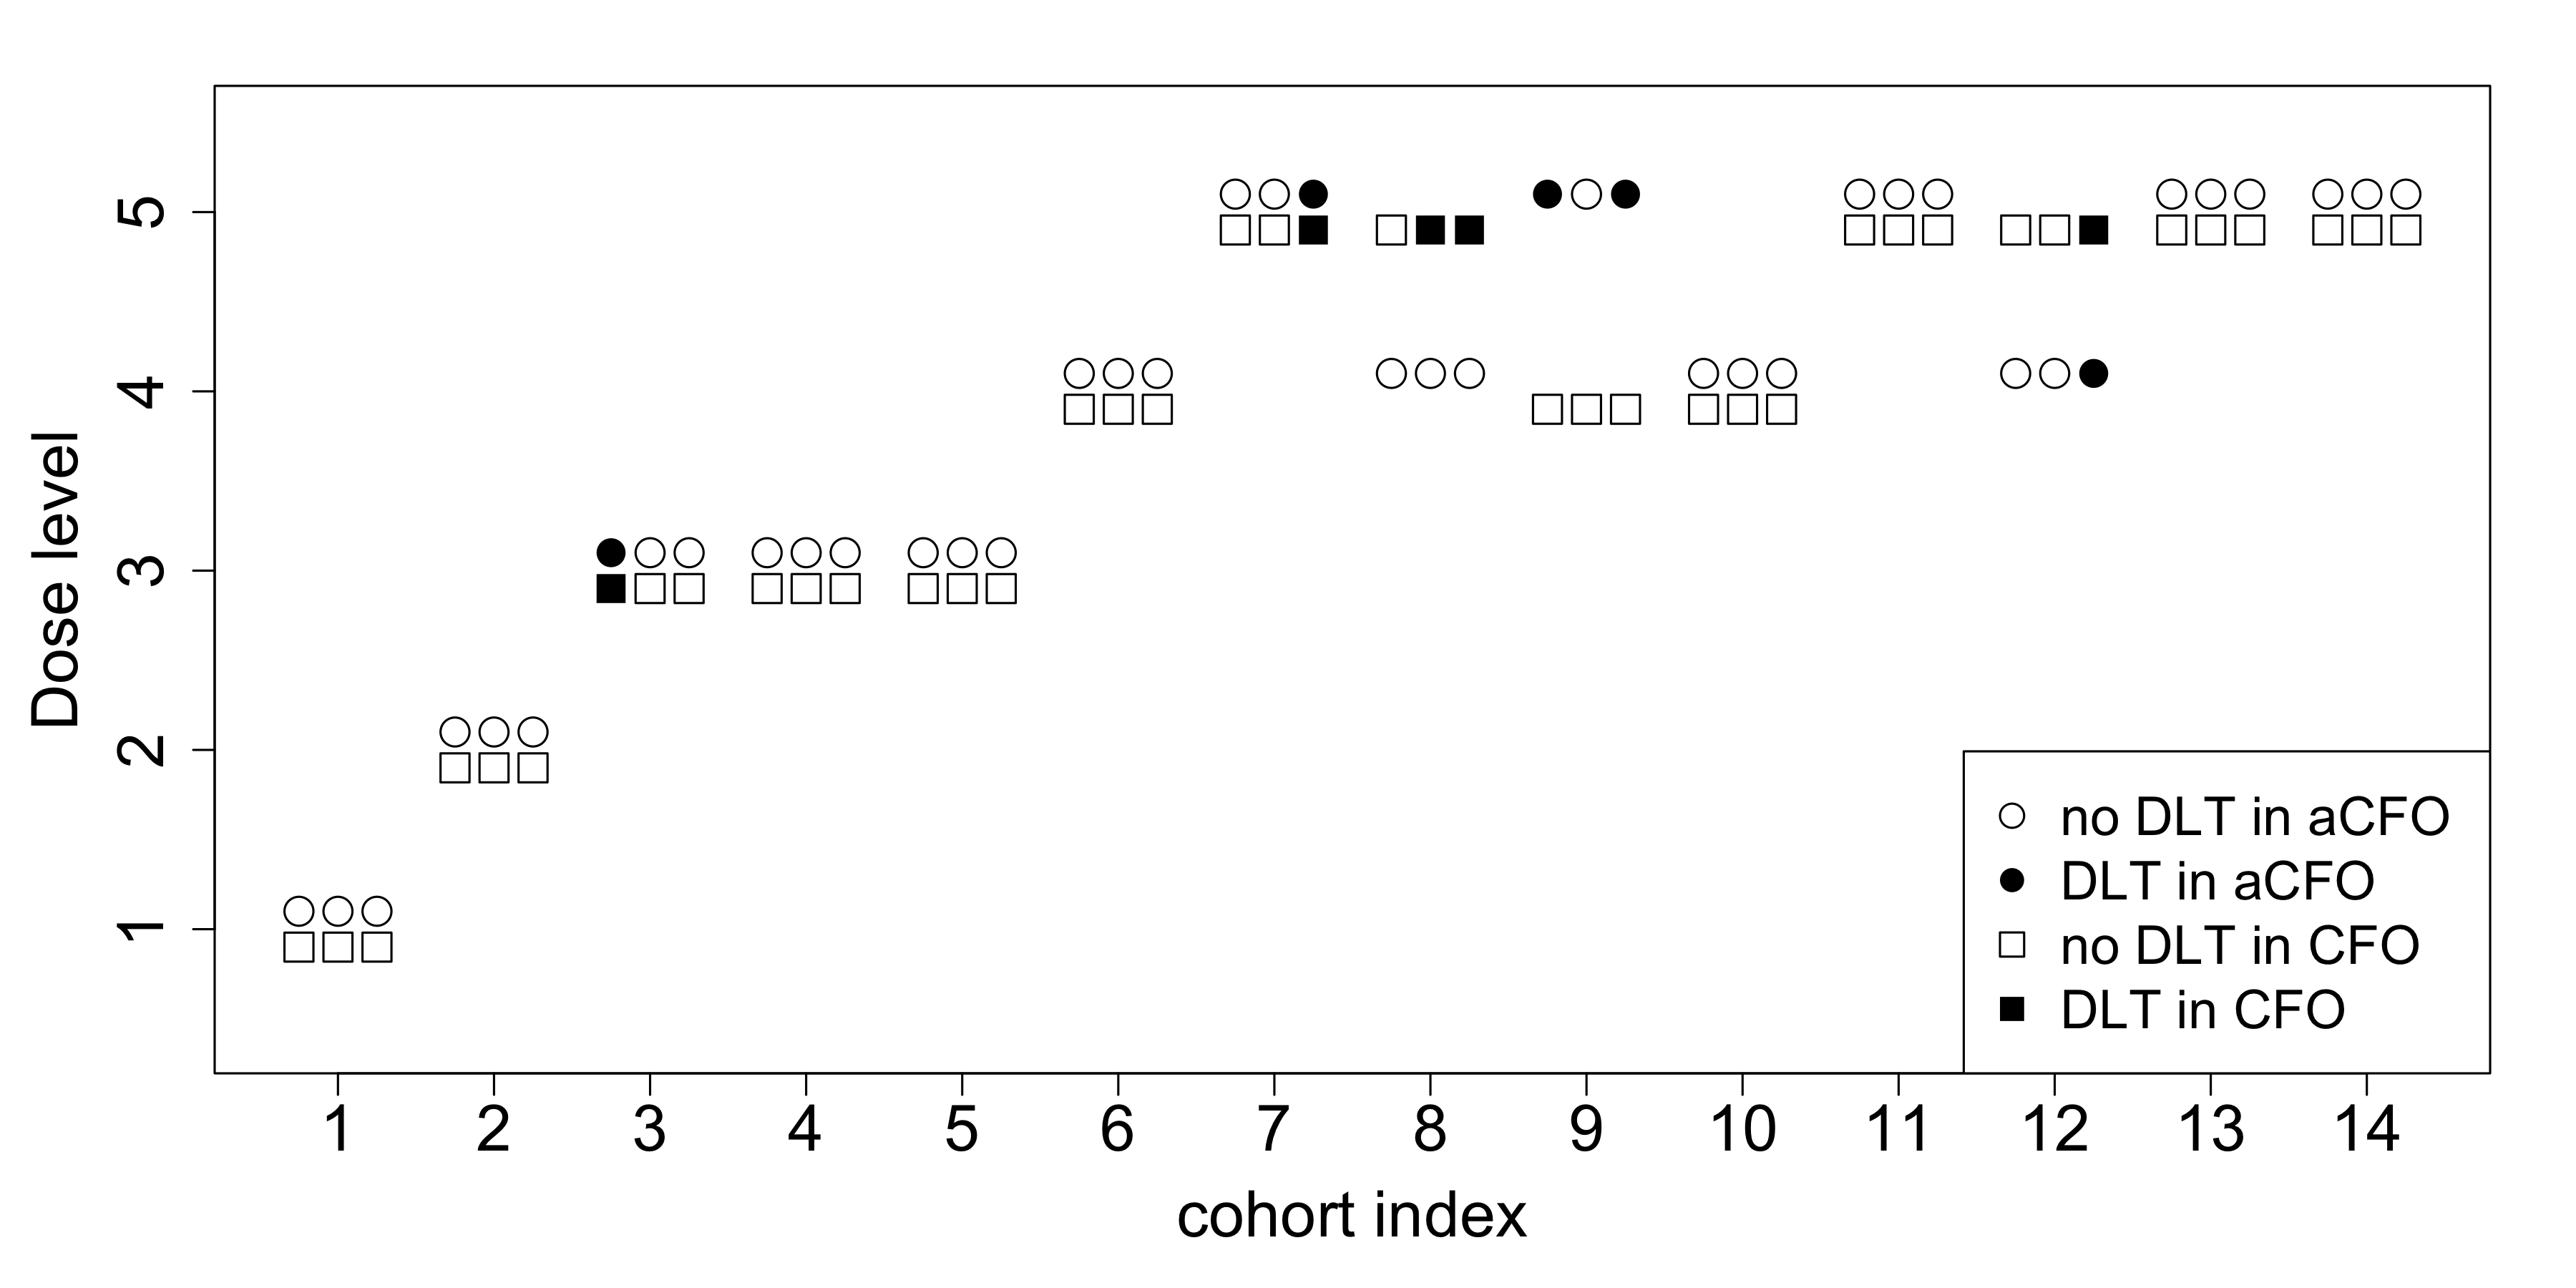 Dose level
5
4
3
2
1
no DLT in aCFO
DLT in aCFO
no DLT in CFO
DLT in CFO
1 2 3 4 5 6 7 8 9 10 11 12 13 14
cohort index